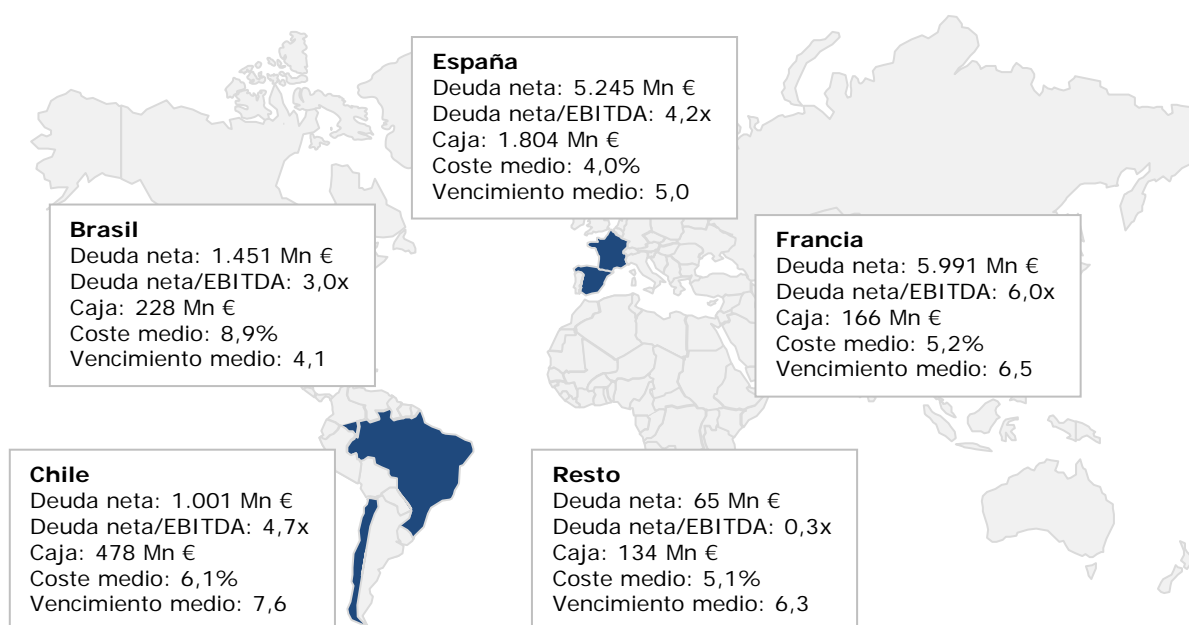 España
Deuda neta: 5.245 Mn €
Deuda neta/EBITDA: 4,2x
Caja: 1.804 Mn €
Coste medio: 4,0%
Vencimiento medio: 5,0
Brasil
Deuda neta: 1.451 Mn €
Deuda neta/EBITDA: 3,0x
Caja: 228 Mn €
Coste medio: 8,9%
Vencimiento medio: 4,1
Francia
Deuda neta: 5.991 Mn €
Deuda neta/EBITDA: 6,0x
Caja: 166 Mn €
Coste medio: 5,2%
Vencimiento medio: 6,5
Chile
Deuda neta: 1.001 Mn €
Deuda neta/EBITDA: 4,7x
Caja: 478 Mn €
Coste medio: 6,1%
Vencimiento medio: 7,6
Resto
Deuda neta: 65 Mn €
Deuda neta/EBITDA: 0,3x
Caja: 134 Mn €
Coste medio: 5,1%
Vencimiento medio: 6,3